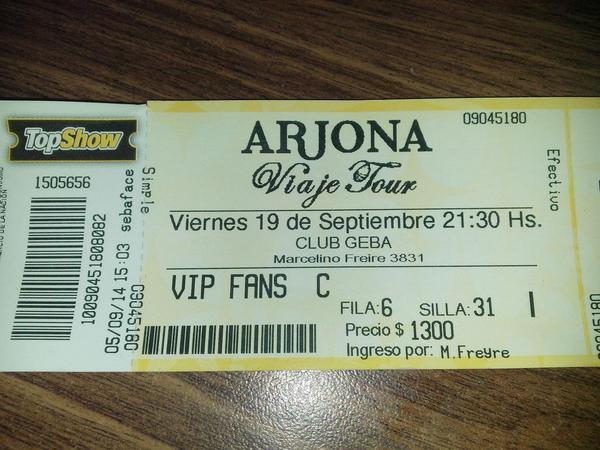 TopShow
1505656
10090451808082
05/09/14 15:03 sebaface
Simple
09045180
ARJONA
09045180
Viaje Tour
Viernes 19 de Septiembre 21:30 Hs.
CLUB GEBA
Marcelino Freire 3831
VIP FANS C
FILA:6 SILLA:31 I
Precio $ 1300
Ingreso por: M.Freyre
Efectivo